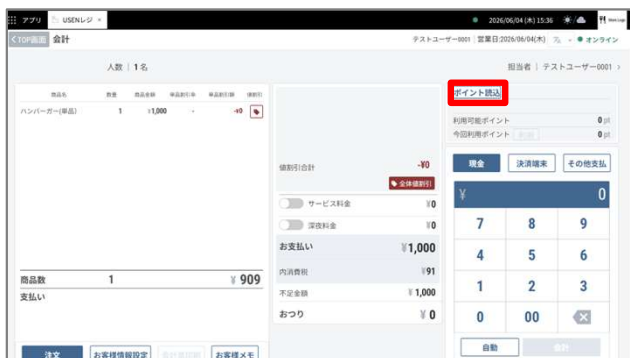 アプリ USENレジ × 2026/06/04(木) 15:36
<TOP画面 会計 テストユーザー0001 営業日:2026/06/04(木) オンライン
人数 1名 担当者 テストユーザー0001 >
商品名 数量 商品金額 単品割引率 単品割引額 値割引
ハンバーガー(単品) 1 ¥1,000 - -¥0
ポイント読込
利用可能ポイント 0 pt
今回利用ポイント 0 pt
値割引合計 -¥0
全体値割引
サービス料金 ¥0
深夜料金 ¥0
お支払い ¥1,000
内消費税 ¥91
不足金額 ¥1,000
おつり ¥0
現金 決済端末 その他支払
¥ 0
7 8 9
4 5 6
1 2 3
0 00
自動 会計
商品数 1 ¥ 909
支払い
注文 お客様情報設定 お客様メモ